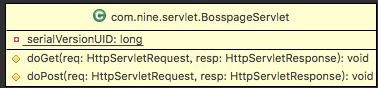 C com.nine.servlet.BosspageServlet
serialVersionUID: long
doGet(req: HttpServletRequest, resp: HttpServletResponse): void
doPost(req: HttpServletRequest, resp: HttpServletResponse): void